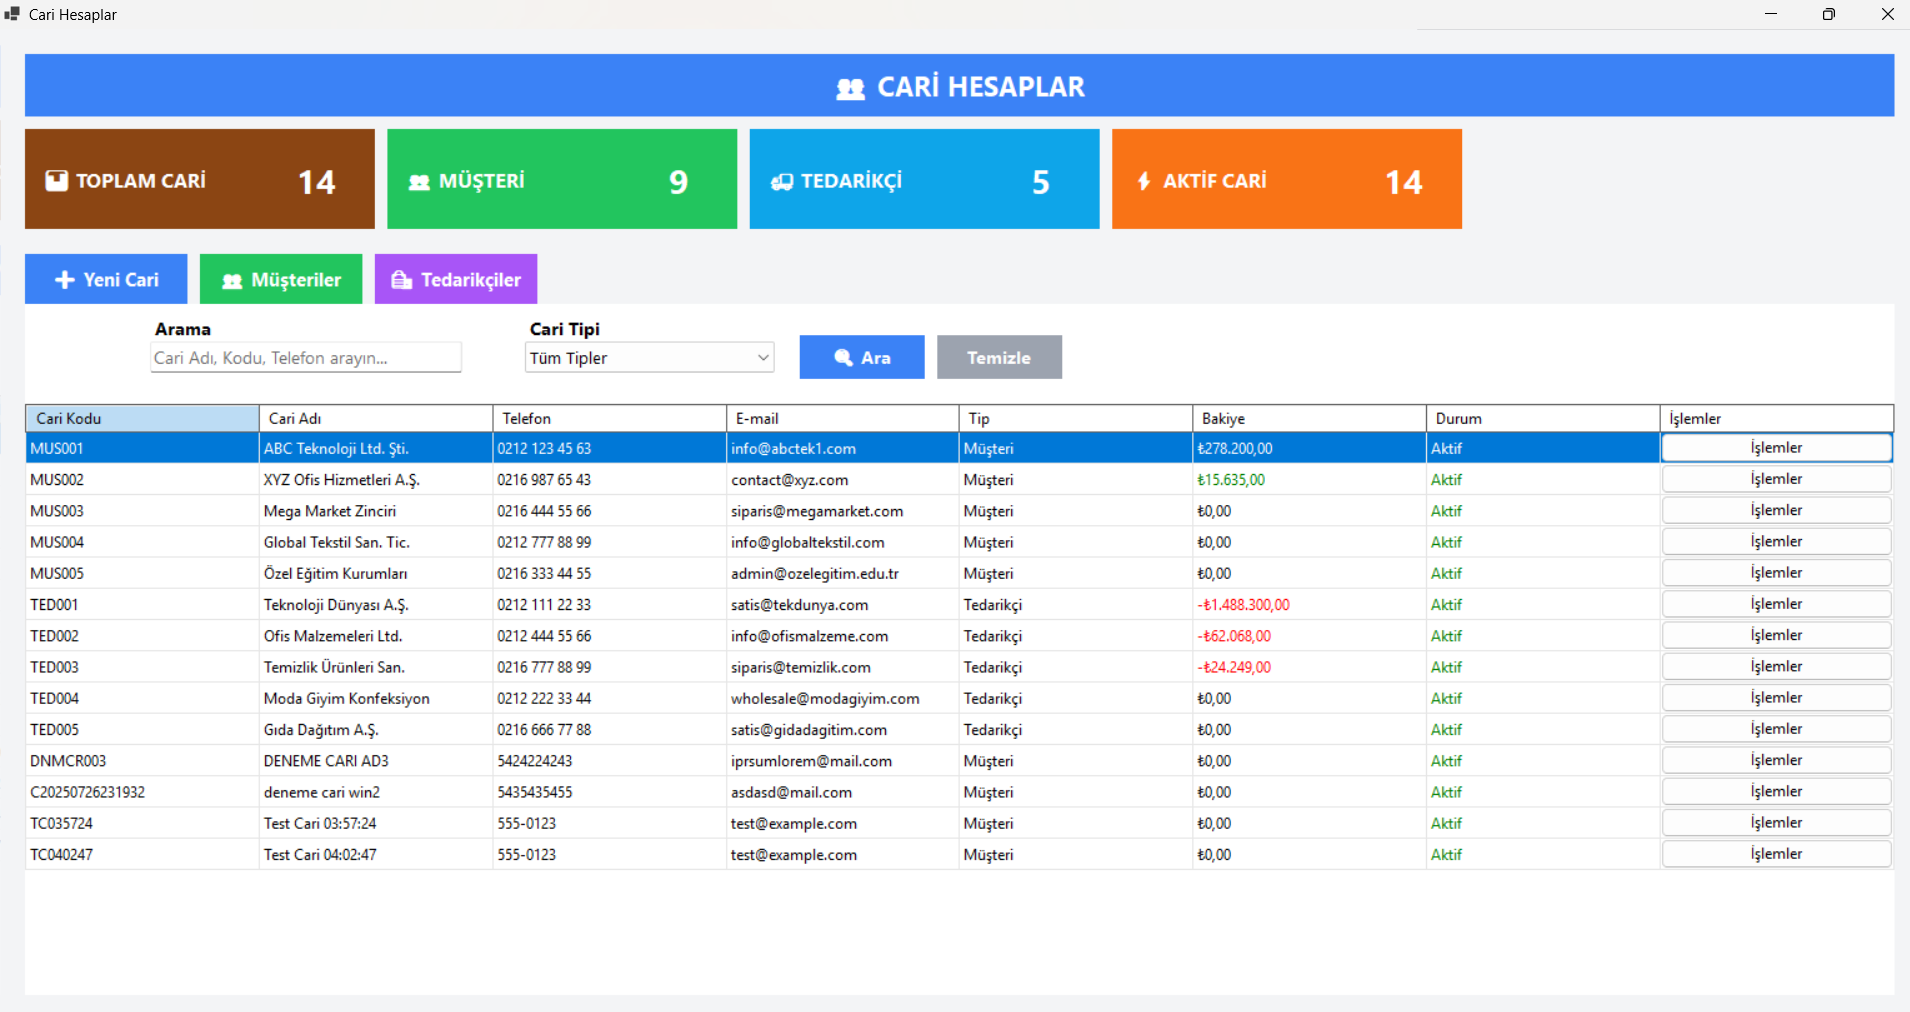 Cari Hesaplar
CARİ HESAPLAR
TOPLAM CARİ 14
MÜŞTERİ 9
TEDARİKÇİ 5
AKTİF CARİ 14
Yeni Cari
Müşteriler
Tedarikçiler
Arama
Cari Adı, Kodu, Telefon arayın...
Cari Tipi
Tüm Tipler
Ara
Temizle
Cari Kodu Cari Adı Telefon E-mail Tip Bakiye Durum İşlemler
MUS001 ABC Teknoloji Ltd. Şti. 0212 123 45 63 info@abctek1.com Müşteri ₺278.200,00 Aktif İşlemler
MUS002 XYZ Ofis Hizmetleri A.Ş. 0216 987 65 43 contact@xyz.com Müşteri ₺15.635,00 Aktif İşlemler
MUS003 Mega Market Zinciri 0216 444 55 66 siparis@megamarket.com Müşteri ₺0,00 Aktif İşlemler
MUS004 Global Tekstil San. Tic. 0212 777 88 99 info@globaltekstil.com Müşteri ₺0,00 Aktif İşlemler
MUS005 Özel Eğitim Kurumları 0216 333 44 55 admin@ozelegitim.edu.tr Müşteri ₺0,00 Aktif İşlemler
TED001 Teknoloji Dünyası A.Ş. 0212 111 22 33 satis@tekdunya.com Tedarikçi -₺1.488.300,00 Aktif İşlemler
TED002 Ofis Malzemeleri Ltd. 0212 444 55 66 info@ofismalzeme.com Tedarikçi -₺62.068,00 Aktif İşlemler
TED003 Temizlik Ürünleri San. 0216 777 88 99 siparis@temizlik.com Tedarikçi -₺24.249,00 Aktif İşlemler
TED004 Moda Giyim Konfeksiyon 0212 222 33 44 wholesale@modagiyim.com Tedarikçi ₺0,00 Aktif İşlemler
TED005 Gıda Dağıtım A.Ş. 0216 666 77 88 satis@gidadagitim.com Tedarikçi ₺0,00 Aktif İşlemler
DNMCR003 DENEME CARI AD3 5424224243 iprsumlorem@mail.com Müşteri ₺0,00 Aktif İşlemler
C20250726231932 deneme cari win2 5435435455 asdasd@mail.com Müşteri ₺0,00 Aktif İşlemler
TC035724 Test Cari 03:57:24 555-0123 test@example.com Müşteri ₺0,00 Aktif İşlemler
TC040247 Test Cari 04:02:47 555-0123 test@example.com Müşteri ₺0,00 Aktif İşlemler